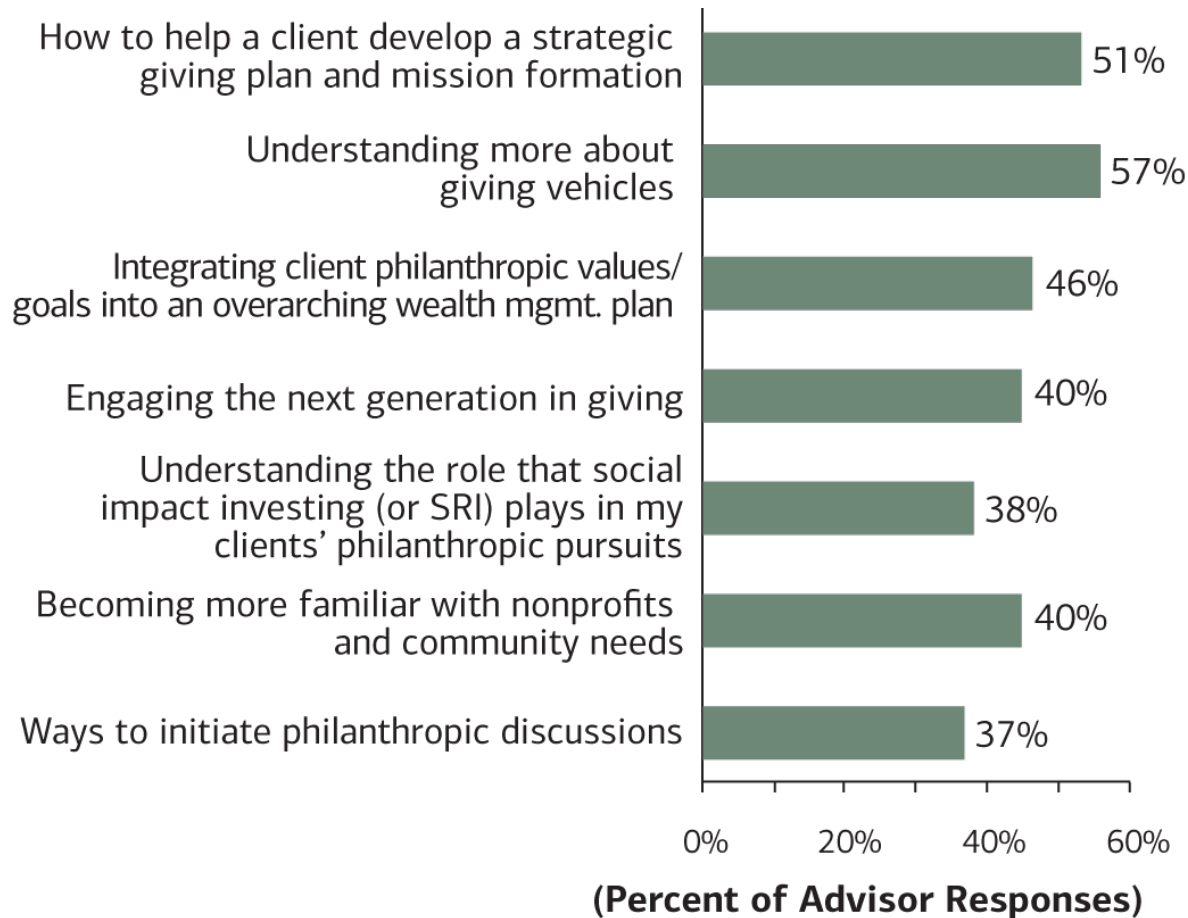 How to help a client develop a strategic
giving plan and mission formation
51%
Understanding more about
giving vehicles
57%
Integrating client philanthropic values/
goals into an overarching wealth mgmt. plan
46%
Engaging the next generation in giving
40%
Understanding the role that social
impact investing (or SRI) plays in my
clients’ philanthropic pursuits
38%
Becoming more familiar with nonprofits
and community needs
40%
Ways to initiate philanthropic discussions
37%
0% 20% 40% 60%
(Percent of Advisor Responses)